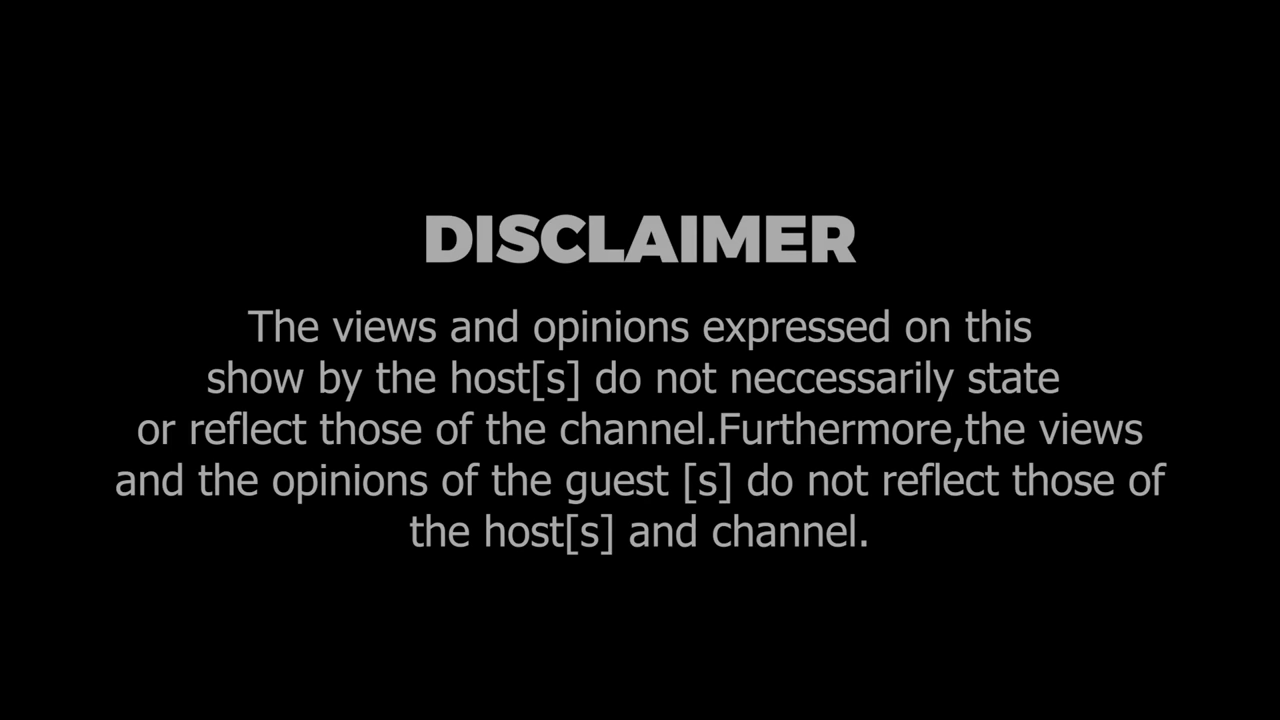 DISCLAIMER
The views and opinions expressed on this
show by the host[s] do not neccessarily state
or reflect those of the channel.Furthermore,the views
and the opinions of the guest [s] do not reflect those of
the host[s] and channel.